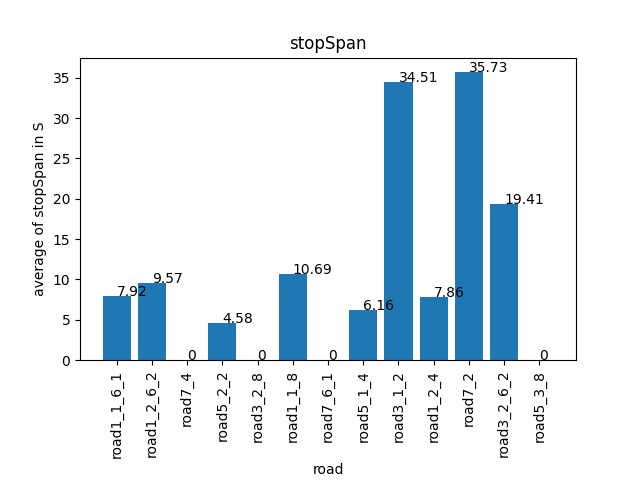 stopSpan
average of stopSpan in S
35
30
25
20
15
10
5
0
7.92
9.57
0
4.58
0
10.69
0
6.16
34.51
7.86
35.73
19.41
0
road1_1_6_1
road1_2_6_2
road7_4
road5_2_2
road3_2_8
road1_1_8
road7_6_1
road5_1_4
road3_1_2
road1_2_4
road7_2
road3_2_6_2
road5_3_8
road